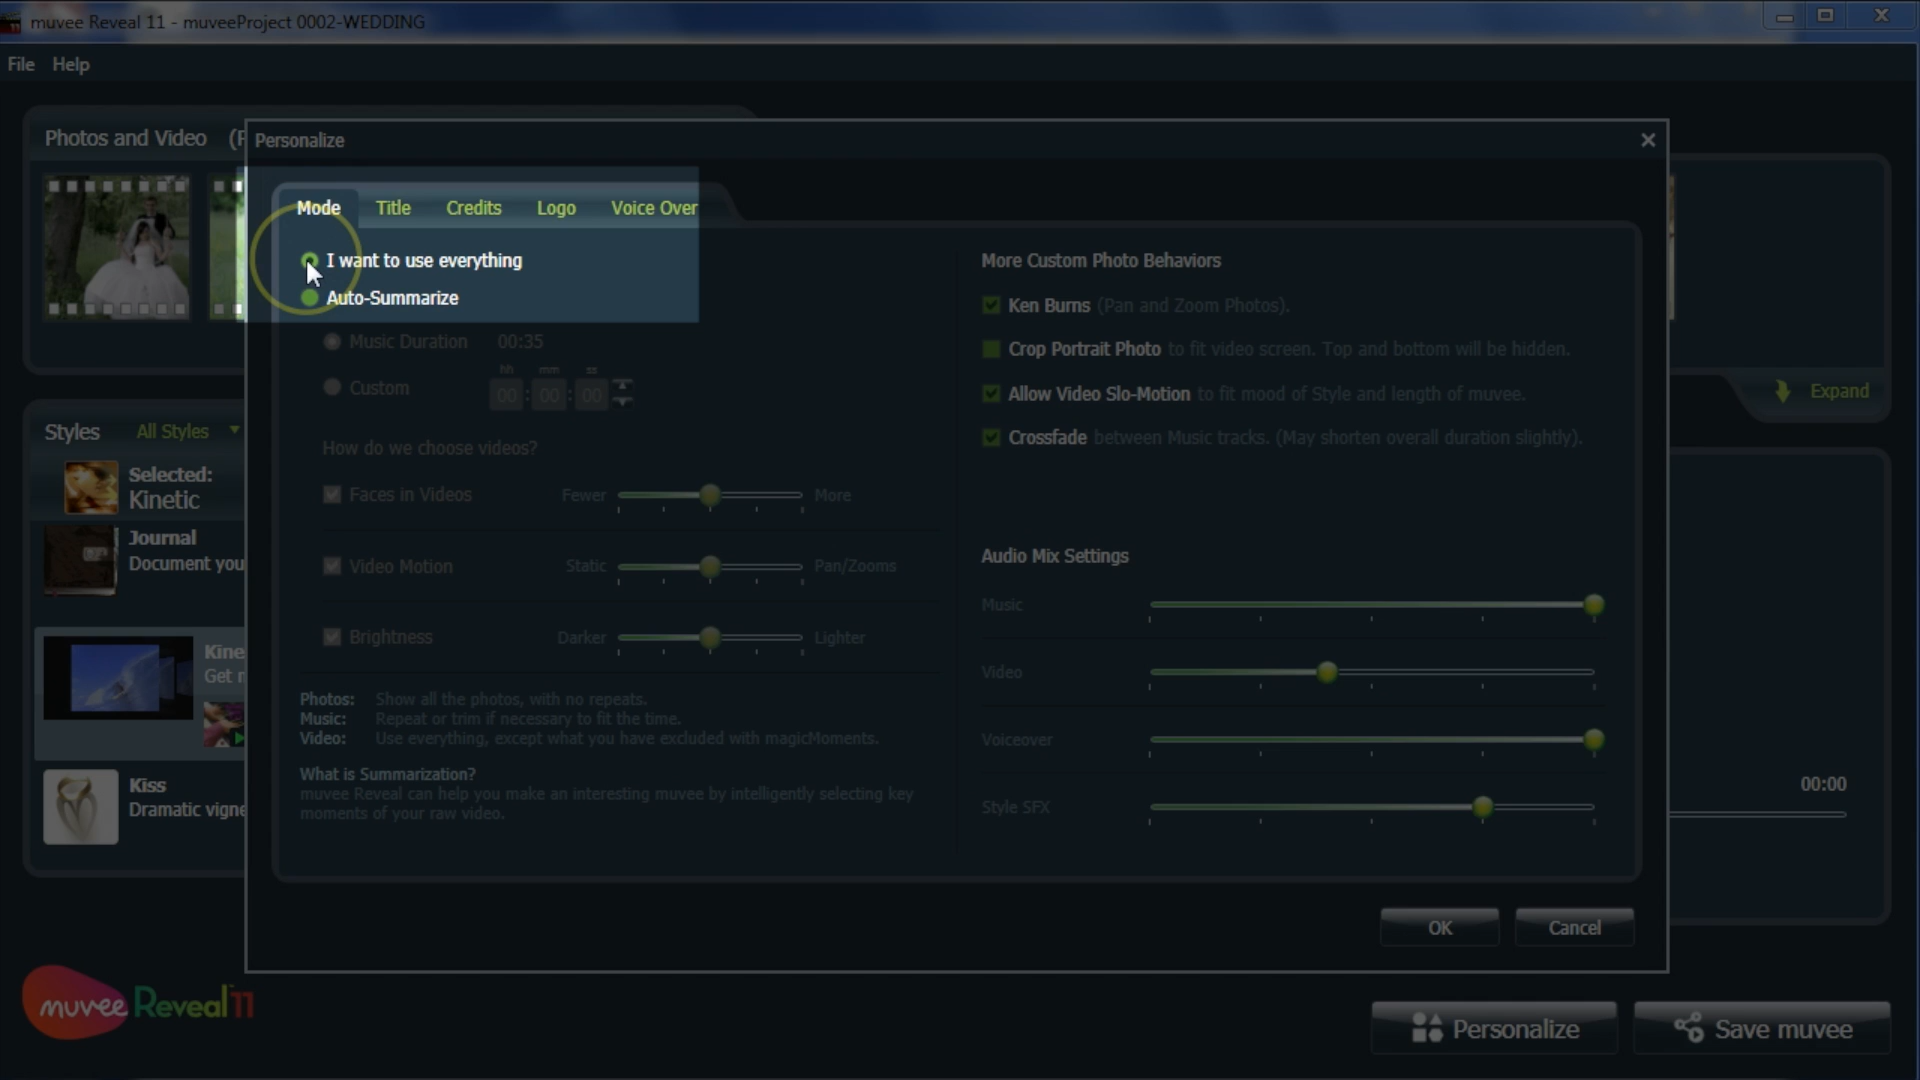 muvee Reveal 11 - muveeProject 0002-WEDDING
File Help
Photos and Video (P
Personalize
Mode Title Credits Logo Voice Over
I want to use everything
Auto-Summarize
Music Duration 00:35
hh mm ss
Custom 00 : 00 : 00
How do we choose videos?
Faces in Videos Fewer More
Video Motion Static Pan/Zooms
Brightness Darker Lighter
Photos: Show all the photos, with no repeats.
Music: Repeat or trim if necessary to fit the time.
Video: Use everything, except what you have excluded with magicMoments.
What is Summarization?
muvee Reveal can help you make an interesting muvee by intelligently selecting key
moments of your raw video.
More Custom Photo Behaviors
Ken Burns (Pan and Zoom Photos).
Crop Portrait Photo to fit video screen. Top and bottom will be hidden.
Allow Video Slo-Motion to fit mood of Style and length of muvee.
Crossfade between Music tracks. (May shorten overall duration slightly).
Audio Mix Settings
Music
Video
Voiceover
Style SFX
OK Cancel
Expand
Styles All Styles
Selected:
Kinetic
Journal
Document you
Kine
Get r
Kiss
Dramatic vigne
00:00
muvee Reveal 11
Personalize Save muvee